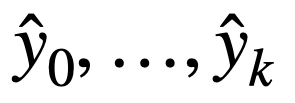 ŷ₀, …, ŷₖ